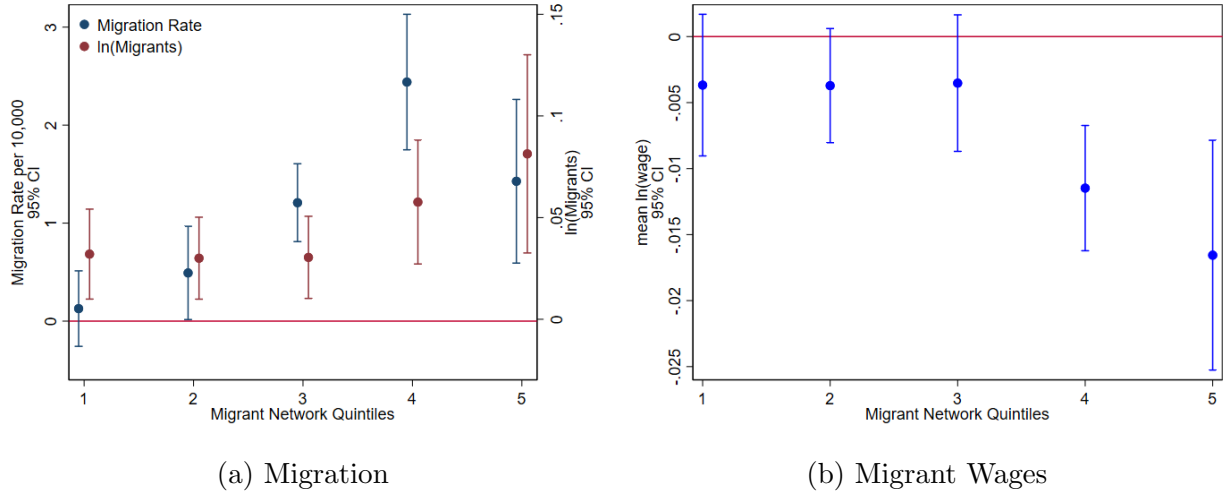 Migration Rate
ln(Migrants)
Migration Rate per 10,000
95% CI
0
1
2
3
ln(Migrants)
95% CI
0
.05
.1
.15
1
2
3
4
5
Migrant Network Quintiles
(a) Migration
mean ln(wage)
95% CI
0
-.005
-.01
-.015
-.02
-.025
1
2
3
4
5
Migrant Network Quintiles
(b) Migrant Wages